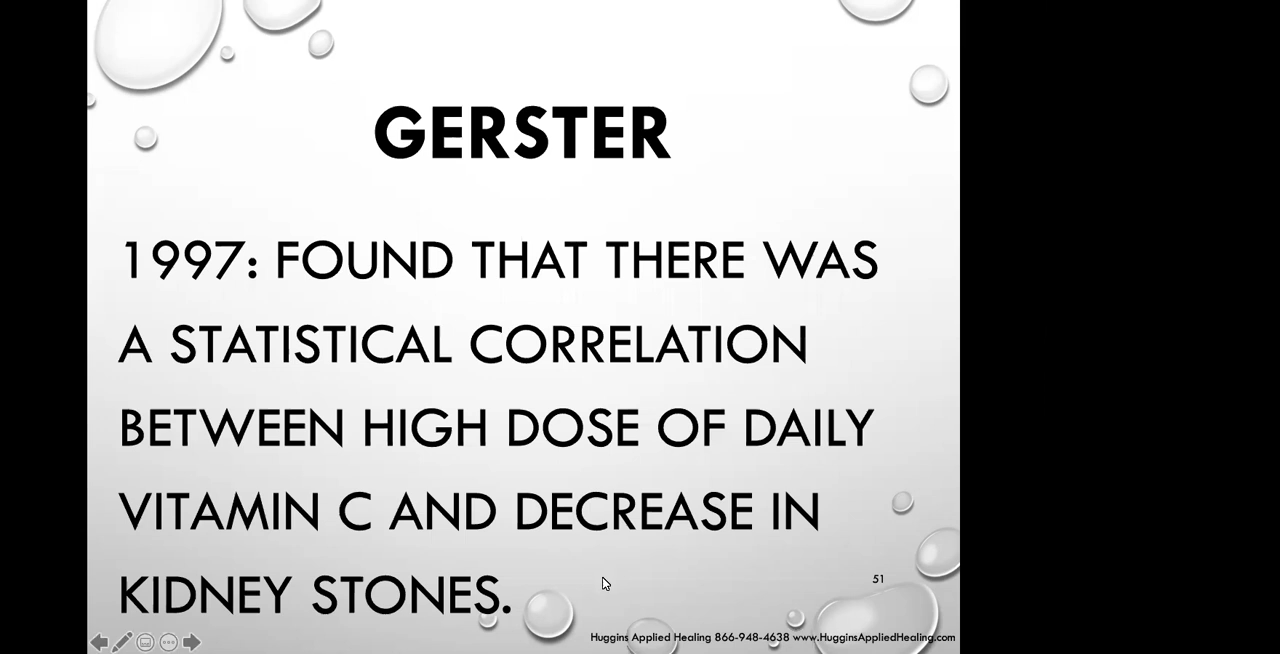 GERSTER
1997: FOUND THAT THERE WAS
A STATISTICAL CORRELATION
BETWEEN HIGH DOSE OF DAILY
VITAMIN C AND DECREASE IN
KIDNEY STONES.
51
Huggins Applied Healing 866-948-4638 www.HugginsAppliedHealing.com